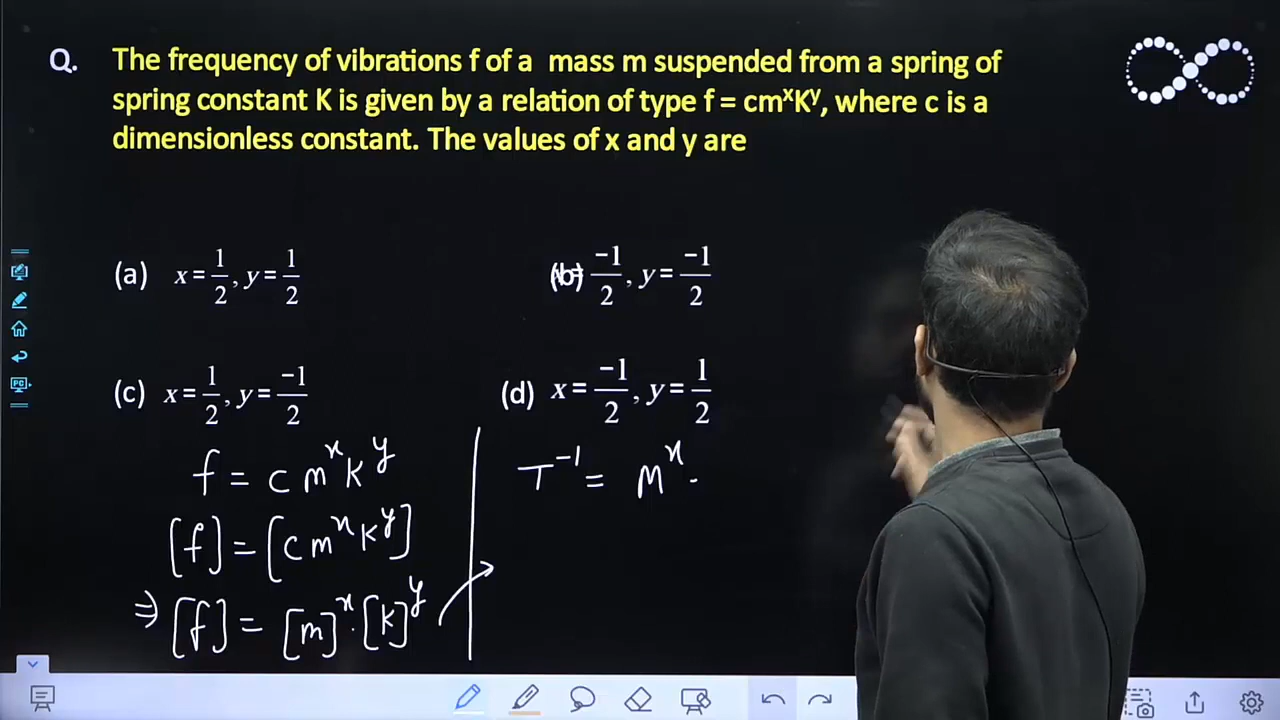 Q. The frequency of vibrations f of a mass m suspended from a spring of
spring constant K is given by a relation of type f = cmˣKʸ, where c is a
dimensionless constant. The values of x and y are
(a) x = 1/2, y = 1/2
(b) x = -1/2, y = -1/2
(c) x = 1/2, y = -1/2
(d) x = -1/2, y = 1/2
f = c mˣ kʸ
[f] = [c mˣ kʸ]
⇒ [f] = [m]ˣ · [k]ʸ
T⁻¹ = Mˣ ·
PC